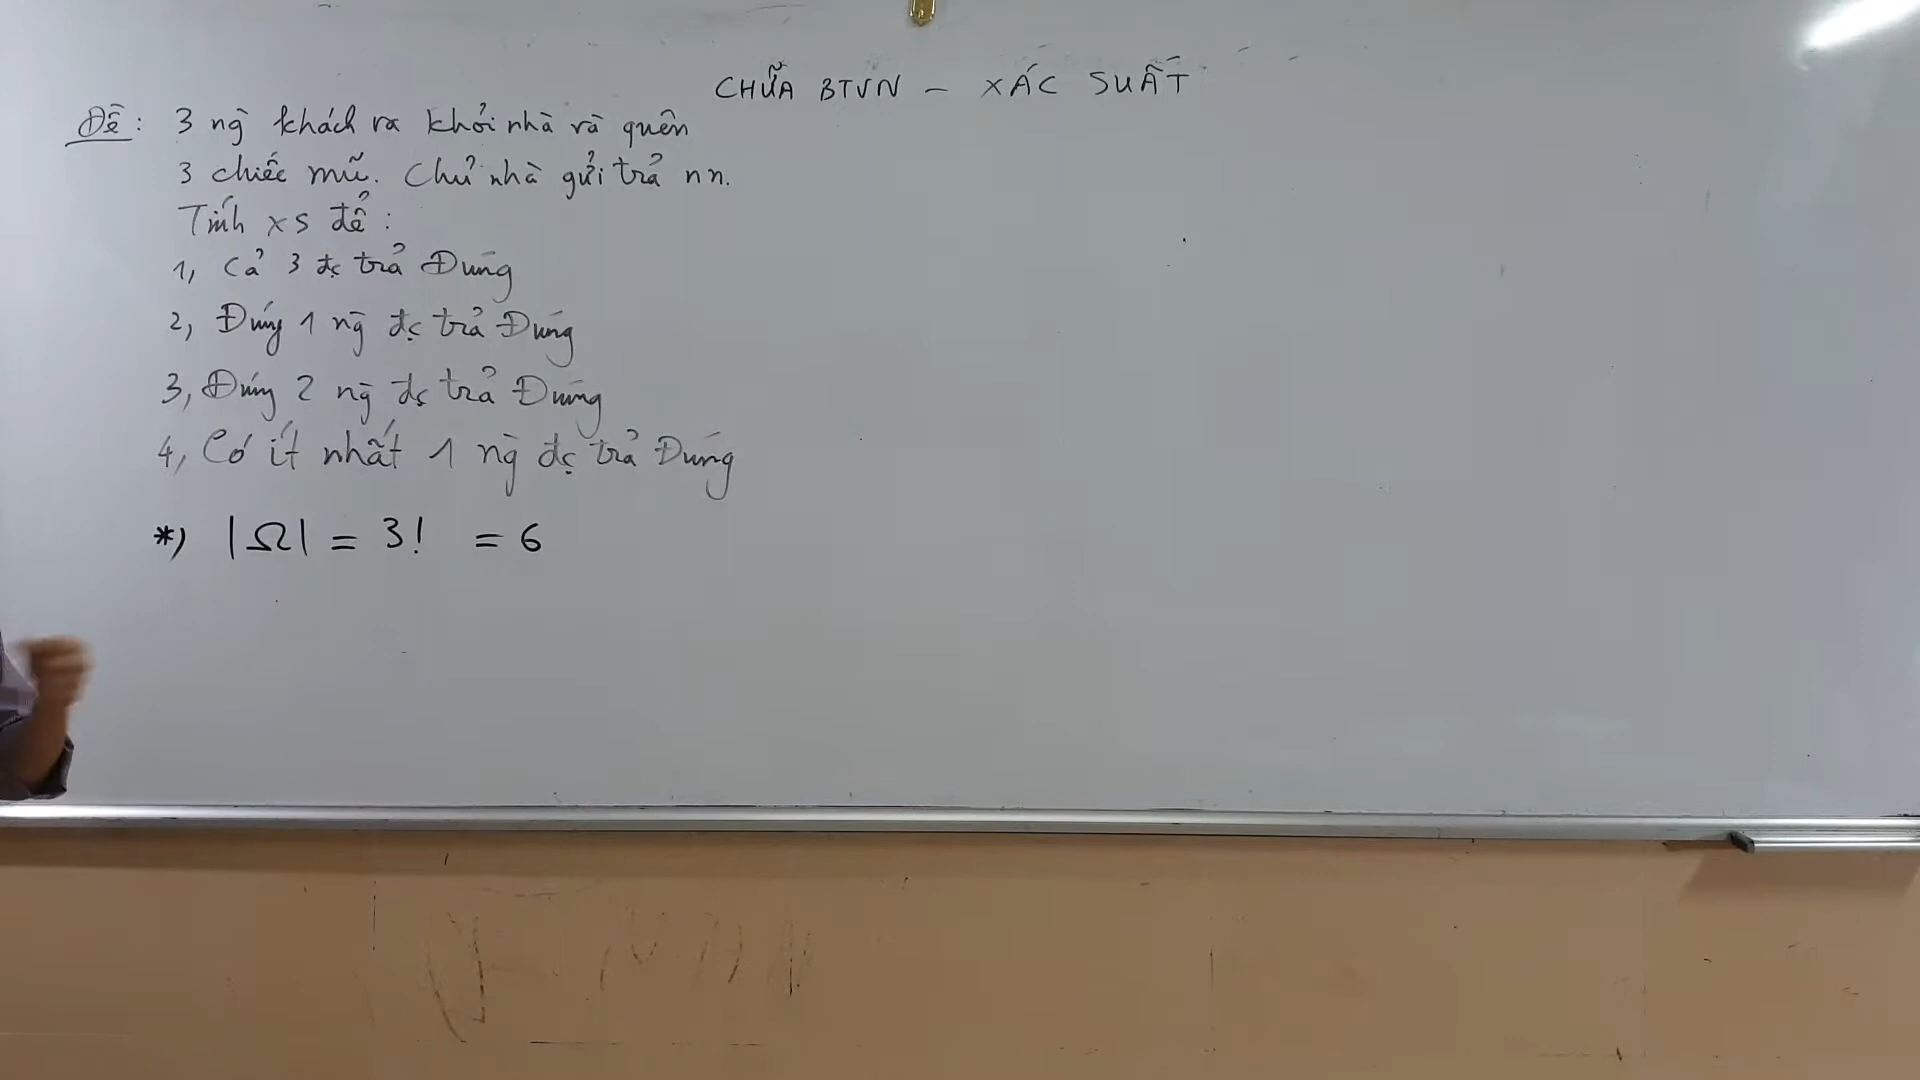 CHỮA BTVN - XÁC SUẤT
Đề: 3 ng̀ khách ra khỏi nhà và quên
3 chiếc mũ. Chủ nhà gửi trả nn.
Tính xs để:
1, Cả 3 đc trả Đúng
2, Đúng 1 ng̀ đc trả Đúng
3, Đúng 2 ng̀ đc trả Đúng
4, Có ít nhất 1 ng̀ đc trả Đúng
*) |Ω| = 3! = 6